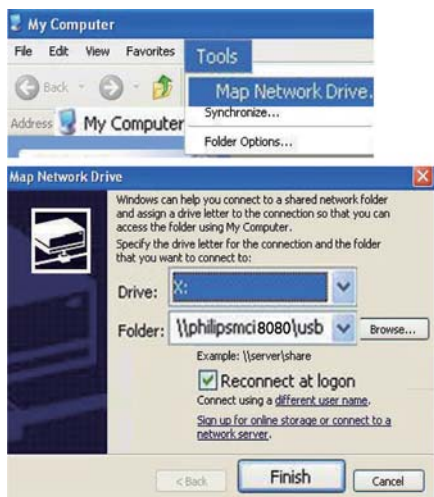 My Computer
File Edit View Favorites Tools
Back
Map Network Drive.
Synchronize...
Address My Computer
Folder Options...
Map Network Drive
Windows can help you connect to a shared network folder
and assign a drive letter to the connection so that you can
access the folder using My Computer.
Specify the drive letter for the connection and the folder
that you want to connect to:
Drive: X:
Folder: \\philipsmci8080\usb Browse...
Example: \\server\share
Reconnect at logon
Connect using a different user name.
Sign up for online storage or connect to a
network server.
< Back Finish Cancel